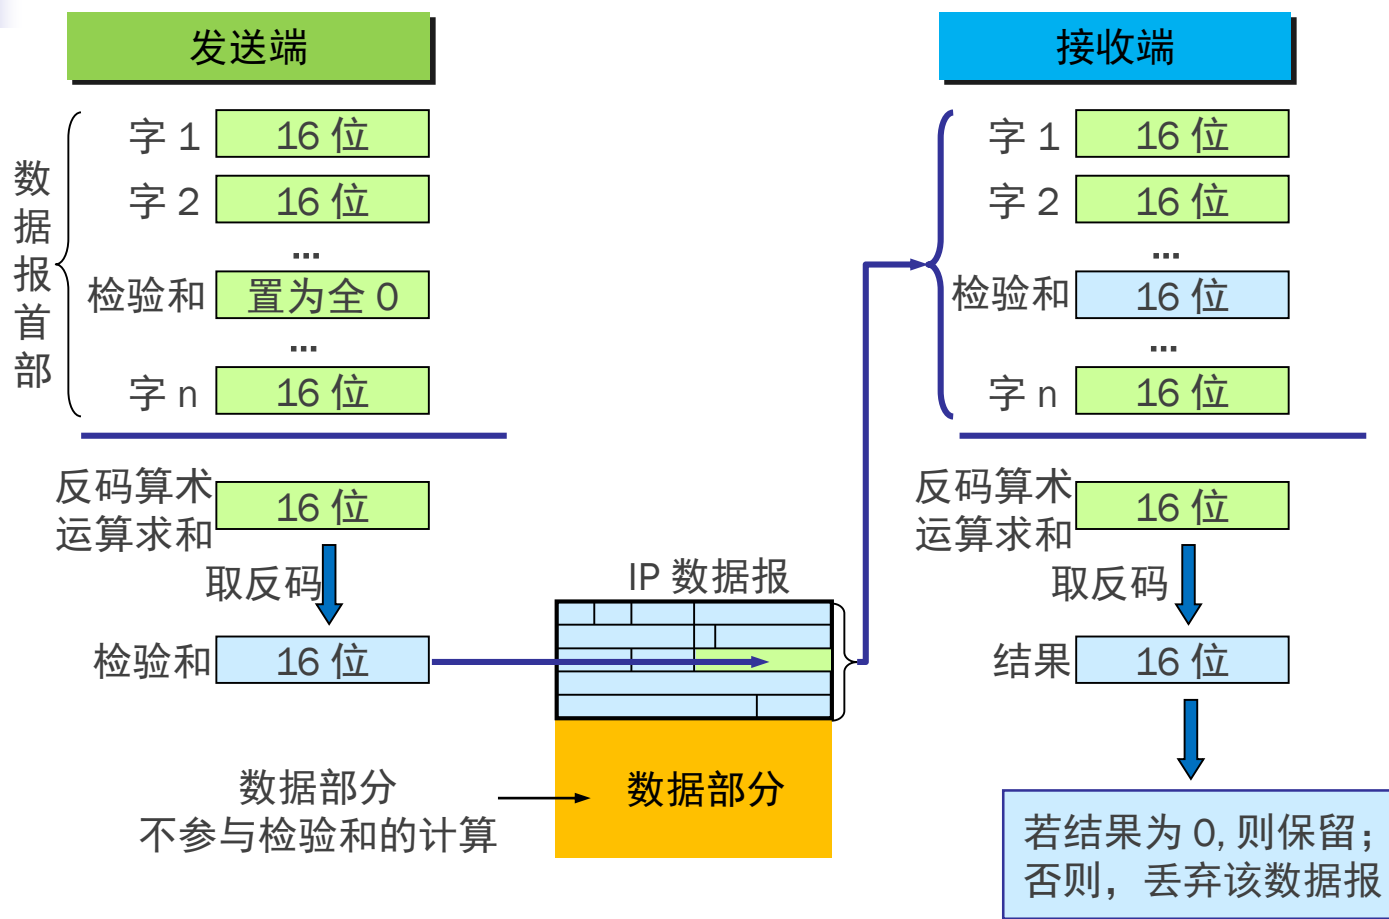 发送端
数据报首部
字 1
16 位
字 2
16 位
...
检验和
置为全 0
...
字 n
16 位
反码算术
运算求和
16 位
取反码
检验和
16 位
数据部分
不参与检验和的计算
IP 数据报
数据部分
接收端
字 1
16 位
字 2
16 位
...
检验和
16 位
...
字 n
16 位
反码算术
运算求和
16 位
取反码
结果
16 位
若结果为 0, 则保留；
否则，丢弃该数据报